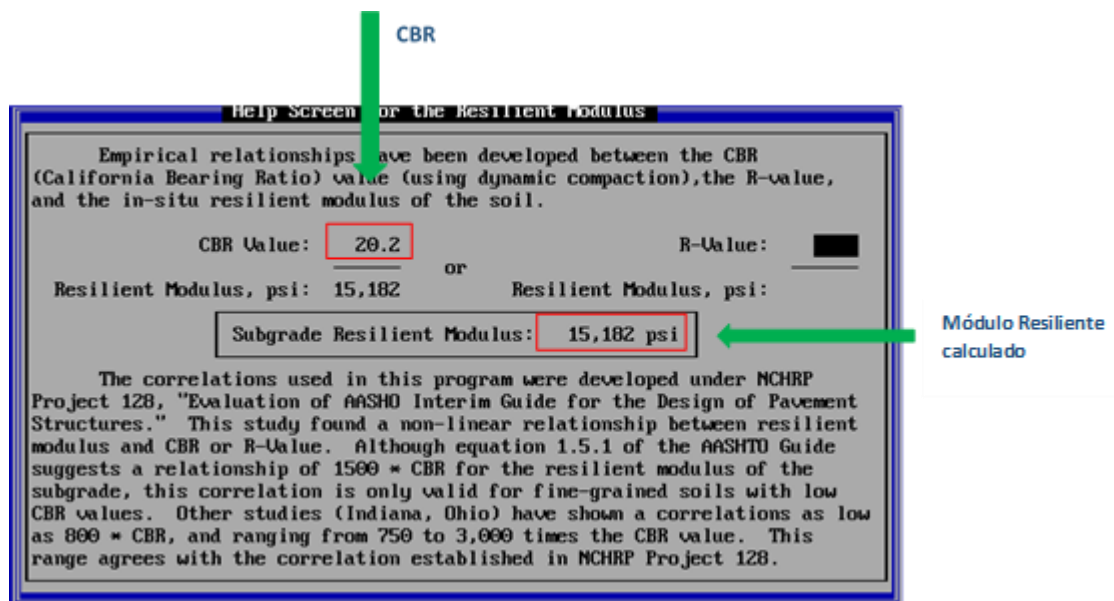 CBR
Help Screen for the Resilient Modulus
Empirical relationships have been developed between the CBR
(California Bearing Ratio) value (using dynamic compaction),the R-value,
and the in-situ resilient modulus of the soil.
CBR Value: 20.2 R-Value:
or
Resilient Modulus, psi: 15,182 Resilient Modulus, psi:
Subgrade Resilient Modulus: 15,182 psi
Módulo Resiliente
calculado
The correlations used in this program were developed under NCHRP
Project 128, "Evaluation of AASHO Interim Guide for the Design of Pavement
Structures." This study found a non-linear relationship between resilient
modulus and CBR or R-Value. Although equation 1.5.1 of the AASHTO Guide
suggests a relationship of 1500 * CBR for the resilient modulus of the
subgrade, this correlation is only valid for fine-grained soils with low
CBR values. Other studies (Indiana, Ohio) have shown a correlations as low
as 800 * CBR, and ranging from 750 to 3,000 times the CBR value. This
range agrees with the correlation established in NCHRP Project 128.